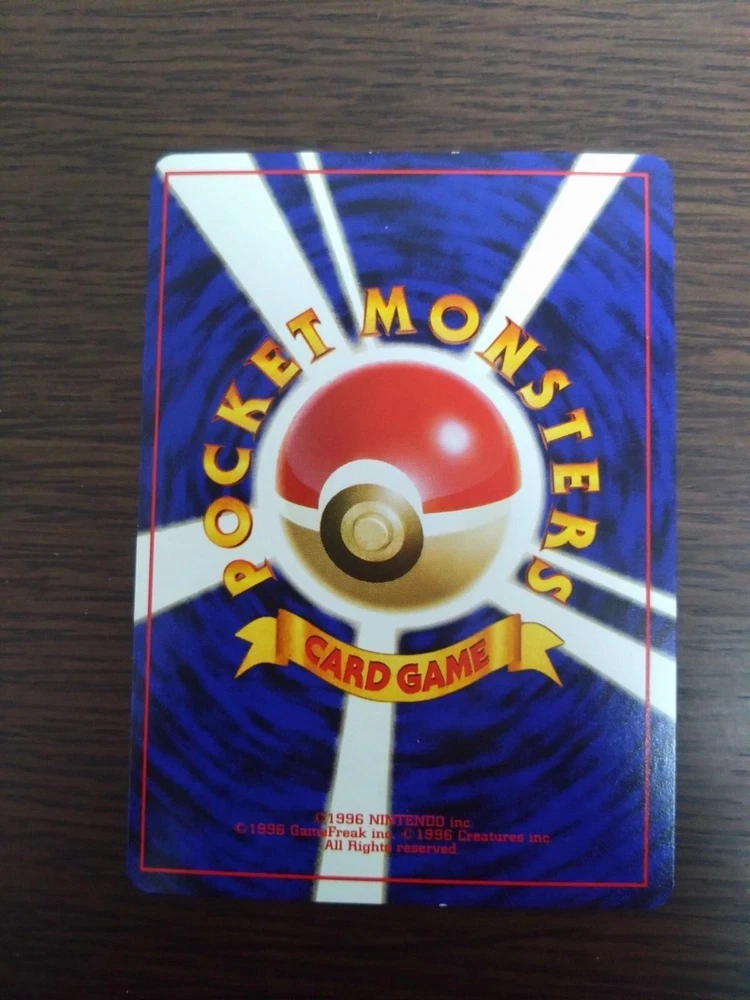 POCKET MONSTERS
CARD GAME
©1996 NINTENDO inc.
©1996 GameFreak inc. ©1996 Creatures inc
All Rights reserved.